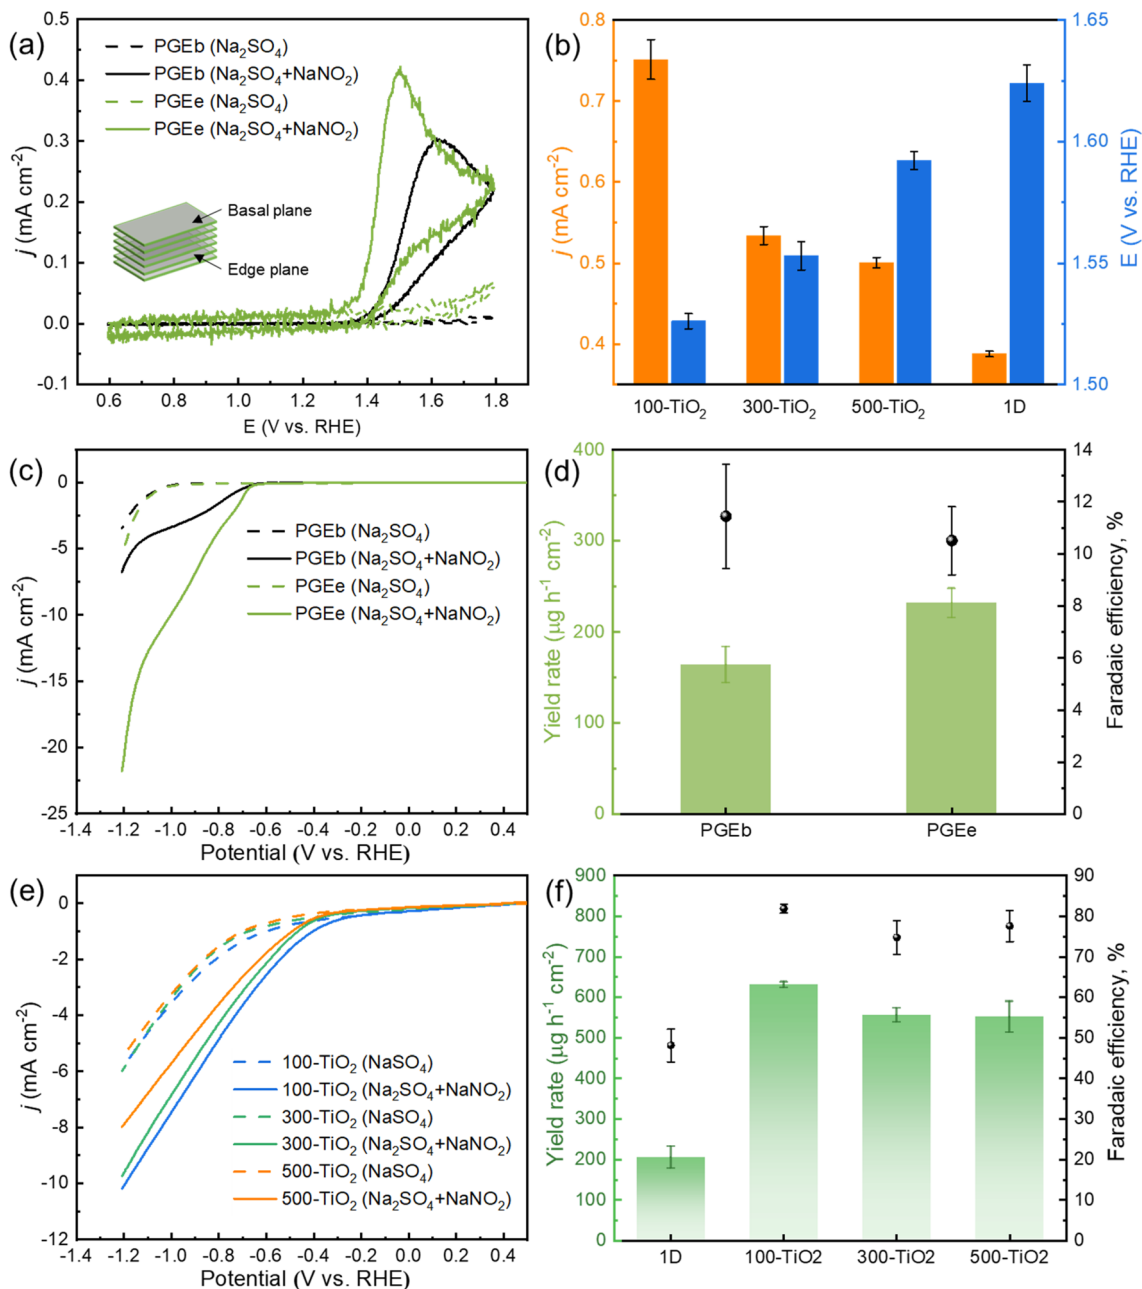 (a)
0.5
0.4
0.3
0.2
0.1
0.0
-0.1
j (mA cm⁻²)
PGEb (Na₂SO₄)
PGEb (Na₂SO₄+NaNO₂)
PGEe (Na₂SO₄)
PGEe (Na₂SO₄+NaNO₂)
Basal plane
Edge plane
0.6 0.8 1.0 1.2 1.4 1.6 1.8
E (V vs. RHE)
(b)
0.8
0.7
0.6
0.5
0.4
j (mA cm⁻²)
1.65
1.60
1.55
1.50
E (V vs. RHE)
100-TiO₂ 300-TiO₂ 500-TiO₂ 1D
(c)
0
-5
-10
-15
-20
-25
j (mA cm⁻²)
PGEb (Na₂SO₄)
PGEb (Na₂SO₄+NaNO₂)
PGEe (Na₂SO₄)
PGEe (Na₂SO₄+NaNO₂)
-1.4 -1.2 -1.0 -0.8 -0.6 -0.4 -0.2 0.0 0.2 0.4
Potential (V vs. RHE)
(d)
400
300
200
100
0
Yield rate (μg h⁻¹ cm⁻²)
14
12
10
8
6
4
2
0
Faradaic efficiency, %
PGEb PGEe
(e)
0
-2
-4
-6
-8
-10
-12
j (mA cm⁻²)
100-TiO₂ (NaSO₄)
100-TiO₂ (Na₂SO₄+NaNO₂)
300-TiO₂ (NaSO₄)
300-TiO₂ (Na₂SO₄+NaNO₂)
500-TiO₂ (NaSO₄)
500-TiO₂ (Na₂SO₄+NaNO₂)
-1.4 -1.2 -1.0 -0.8 -0.6 -0.4 -0.2 0.0 0.2 0.4
Potential (V vs. RHE)
(f)
900
800
700
600
500
400
300
200
100
0
Yield rate (μg h⁻¹ cm⁻²)
90
80
70
60
50
40
30
20
10
0
Faradaic efficiency, %
1D 100-TiO2 300-TiO2 500-TiO2